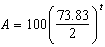 A = 100(73.83/2)^t